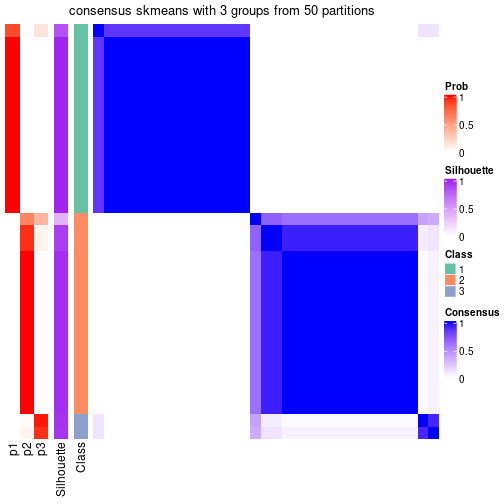 consensus skmeans with 3 groups from 50 partitions
Prob
1
0.5
0
Silhouette
1
0.5
0
Class
1
2
3
Consensus
1
0.5
0
p1
p2
p3
Silhouette
Class